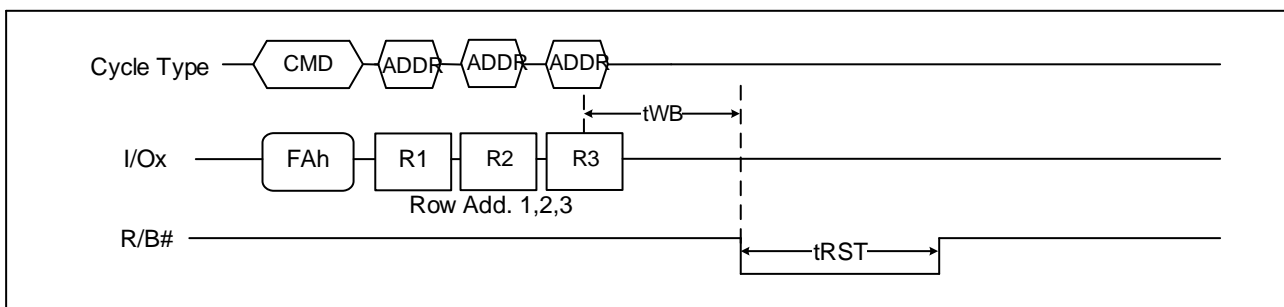 Cycle Type CMD ADDR ADDR ADDR
tWB
I/Ox FAh R1 R2 R3
Row Add. 1,2,3
R/B#
tRST